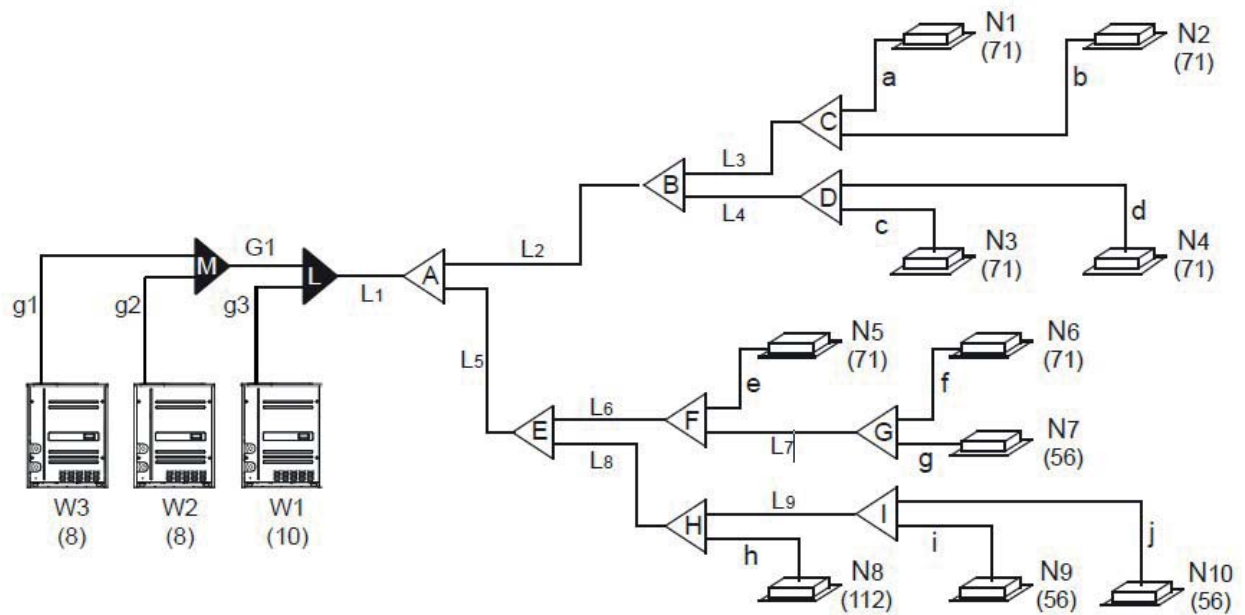 N1
(71)
N2
(71)
a
b
C
L3
B
L4
D
d
c
N3
(71)
N4
(71)
L2
G1
M
L
L1
A
g1
g2
g3
W3
(8)
W2
(8)
W1
(10)
L5
N5
(71)
N6
(71)
e
f
L6
F
E
L7
G
g
N7
(56)
L8
L9
I
H
h
i
j
N8
(112)
N9
(56)
N10
(56)